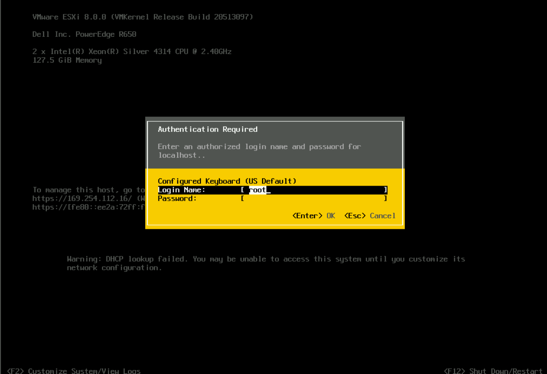 VMware ESXi 8.0.0 (VMKernel Release Build 20513097)
Dell Inc. PowerEdge R650
2 x Intel(R) Xeon(R) Silver 4314 CPU @ 2.40GHz
127.5 GiB Memory
Authentication Required
Enter an authorized login name and password for
localhost..
Configured Keyboard (US Default)
Login Name: [ root_ ]
Password: [ ]
<Enter> OK <Esc> Cancel
To manage this host, go to
https://169.254.112.16/
https://[fe80::ee2a:72ff:f
Warning: DHCP lookup failed. You may be unable to access this system until you customize its
network configuration.
<F2> Customize System/View Logs
<F12> Shut Down/Restart